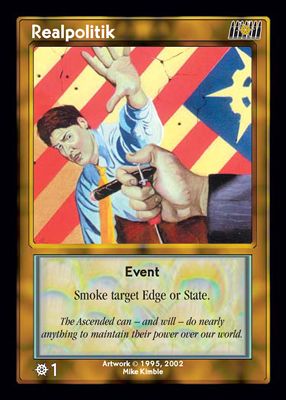 Realpolitik
Event
Smoke target Edge or State.
The Ascended can – and will – do nearly
anything to maintain their power over our world.
Artwork © 1995, 2002
Mike Kimble
1